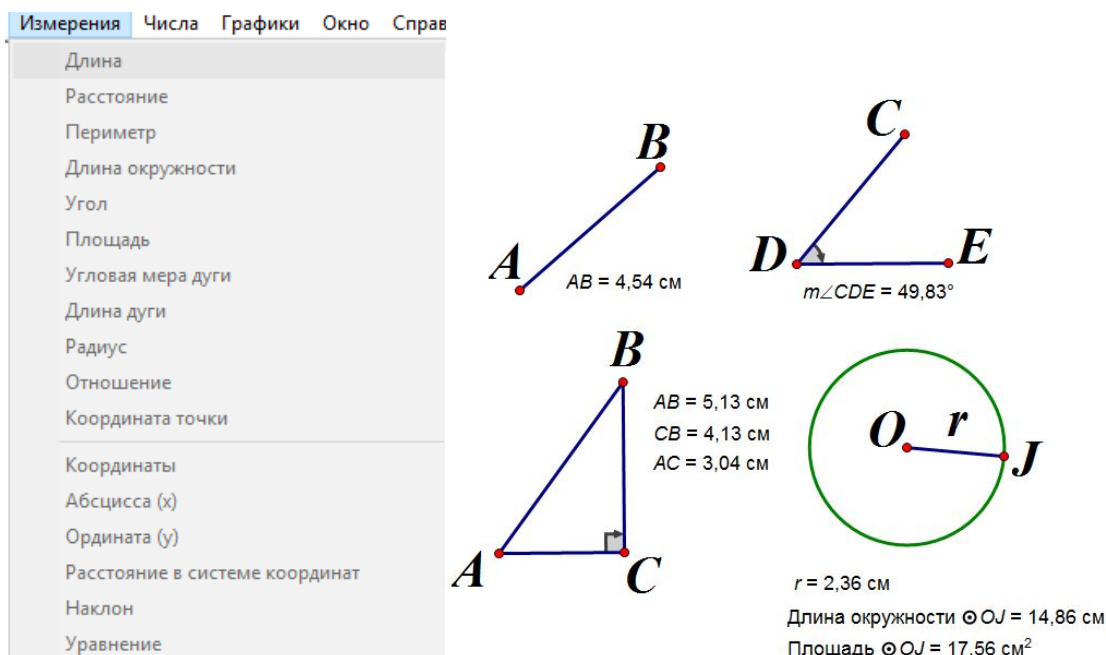 Измерения Числа Графики Окно Справ
Длина
Расстояние
Периметр
Длина окружности
Угол
Площадь
Угловая мера дуги
Длина дуги
Радиус
Отношение
Координата точки
Координаты
Абсцисса (x)
Ордината (y)
Расстояние в системе координат
Наклон
Уравнение
B
A
AB = 4,54 см
C
D
E
m∠CDE = 49,83°
B
A
C
AB = 5,13 см
CB = 4,13 см
AC = 3,04 см
O
r
J
r = 2,36 см
Длина окружности ⊙OJ = 14,86 см
Площадь ⊙OJ = 17,56 см²